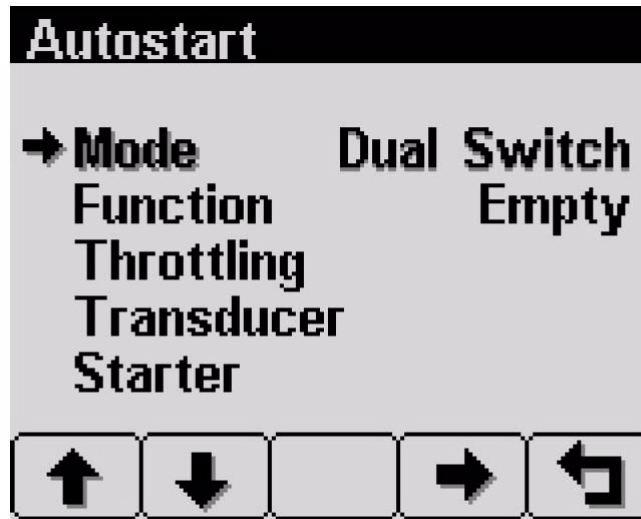 Autostart
Mode Dual Switch
Function Empty
Throttling
Transducer
Starter